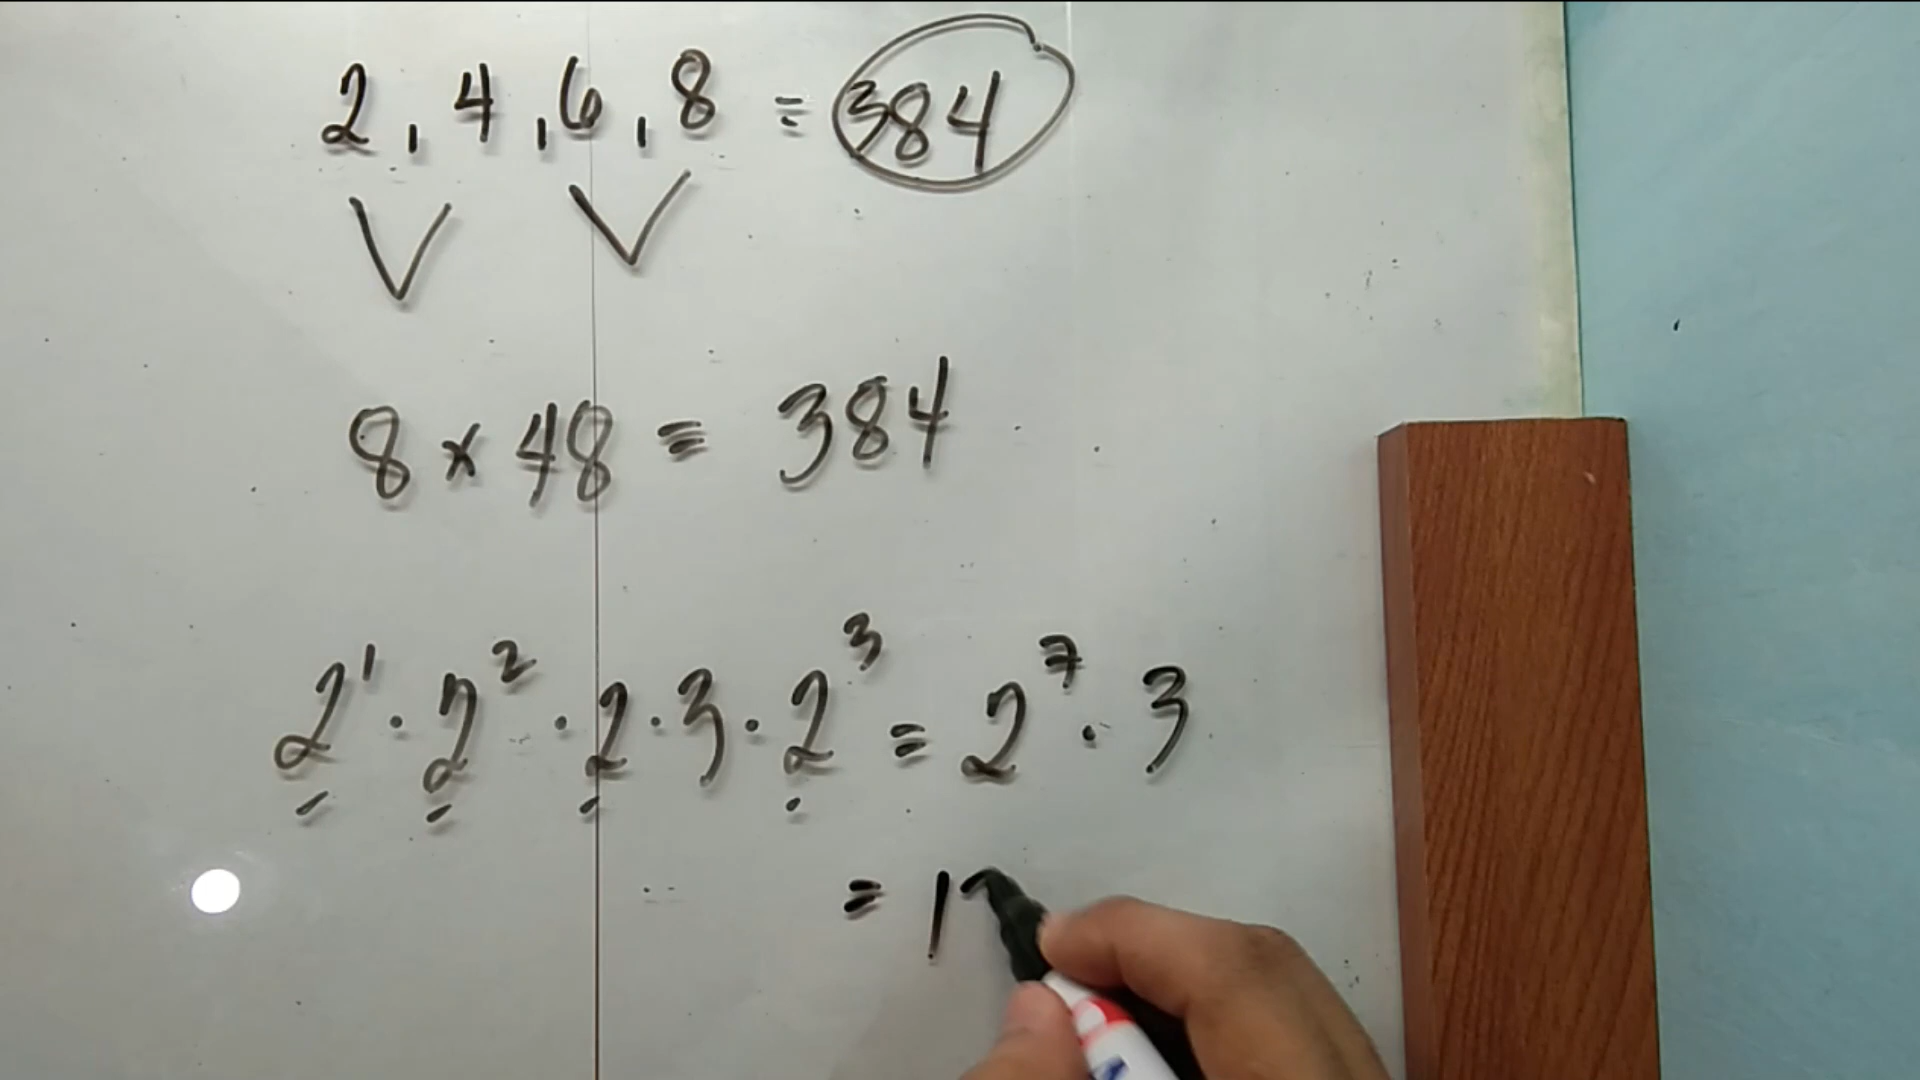 2, 4, 6, 8 = 384
8 × 48 = 384
2¹ · 2² · 2 · 3 · 2³ = 2⁷ · 3
= 1